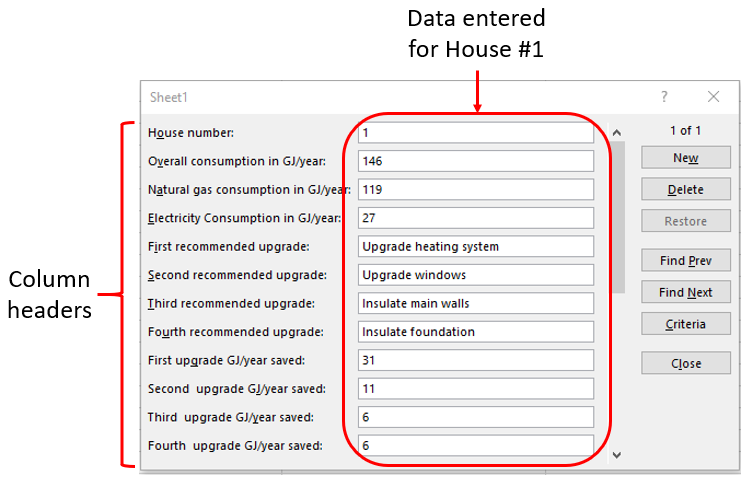 Data entered
for House #1
Sheet1
?
House number: 1
1 of 1
Overall consumption in GJ/year: 146
New
Natural gas consumption in GJ/year: 119
Delete
Electricity Consumption in GJ/year: 27
Restore
First recommended upgrade: Upgrade heating system
Find Prev
Second recommended upgrade: Upgrade windows
Column
headers
Find Next
Third recommended upgrade: Insulate main walls
Criteria
Fourth recommended upgrade: Insulate foundation
Close
First upgrade GJ/year saved: 31
Second  upgrade GJ/year saved: 11
Third  upgrade GJ/year saved: 6
Fourth  upgrade GJ/year saved: 6